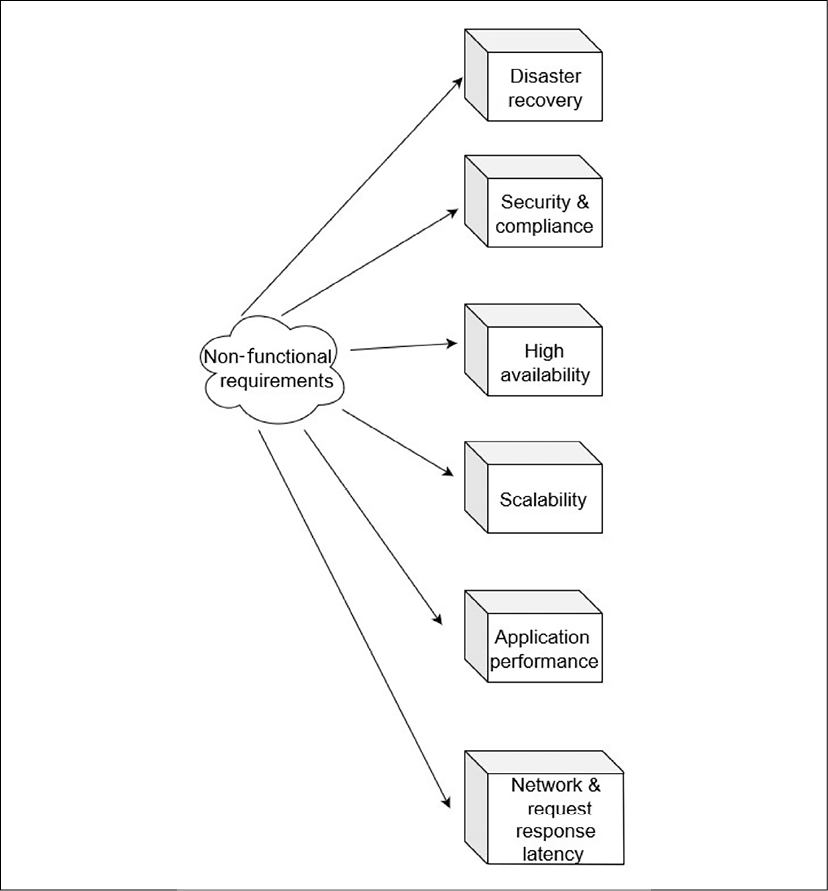 Disaster
recovery
Security &
compliance
Non-functional
requirements
High
availability
Scalability
Application
performance
Network &
request
response
latency